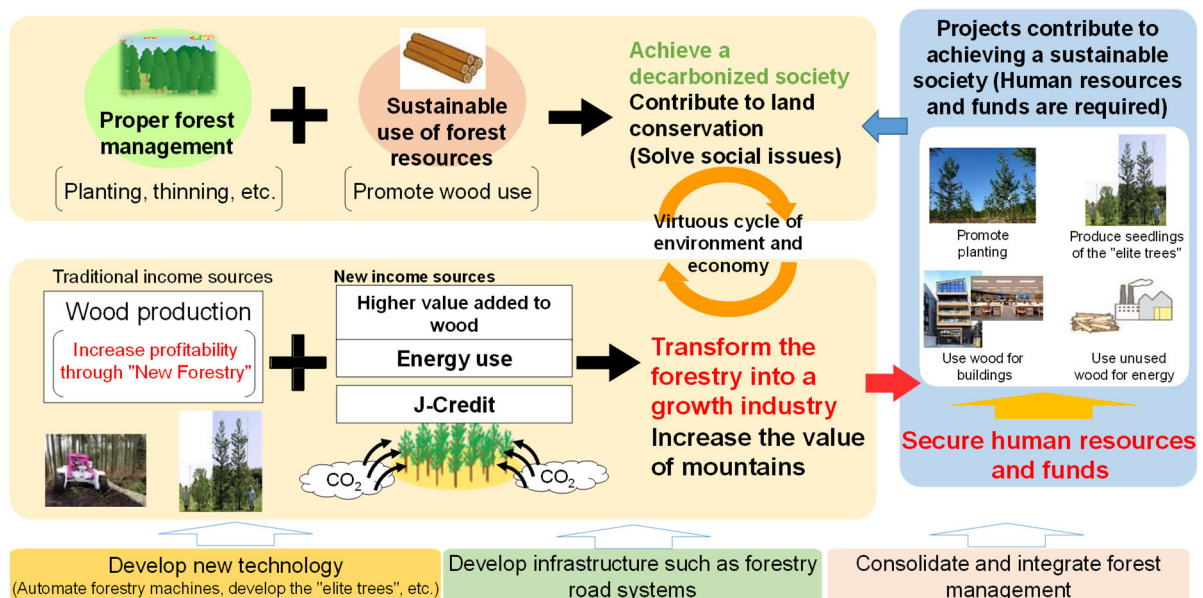 Proper forest
management
Planting, thinning, etc.
Sustainable
use of forest
resources
Promote wood use
Achieve a
decarbonized society
Contribute to land
conservation
(Solve social issues)
Virtuous cycle of
environment and
economy
Traditional income sources
Wood production
Increase profitability
through "New Forestry"
New income sources
Higher value added to
wood
Energy use
J-Credit
CO2
CO2
Transform the
forestry into a
growth industry
Increase the value
of mountains
Projects contribute to
achieving a sustainable
society (Human resources
and funds are required)
Promote
planting
Produce seedlings
of the "elite trees"
Use wood for
buildings
Use unused
wood for energy
Secure human resources
and funds
Develop new technology
(Automate forestry machines, develop the "elite trees", etc.)
Develop infrastructure such as forestry
road systems
Consolidate and integrate forest
management